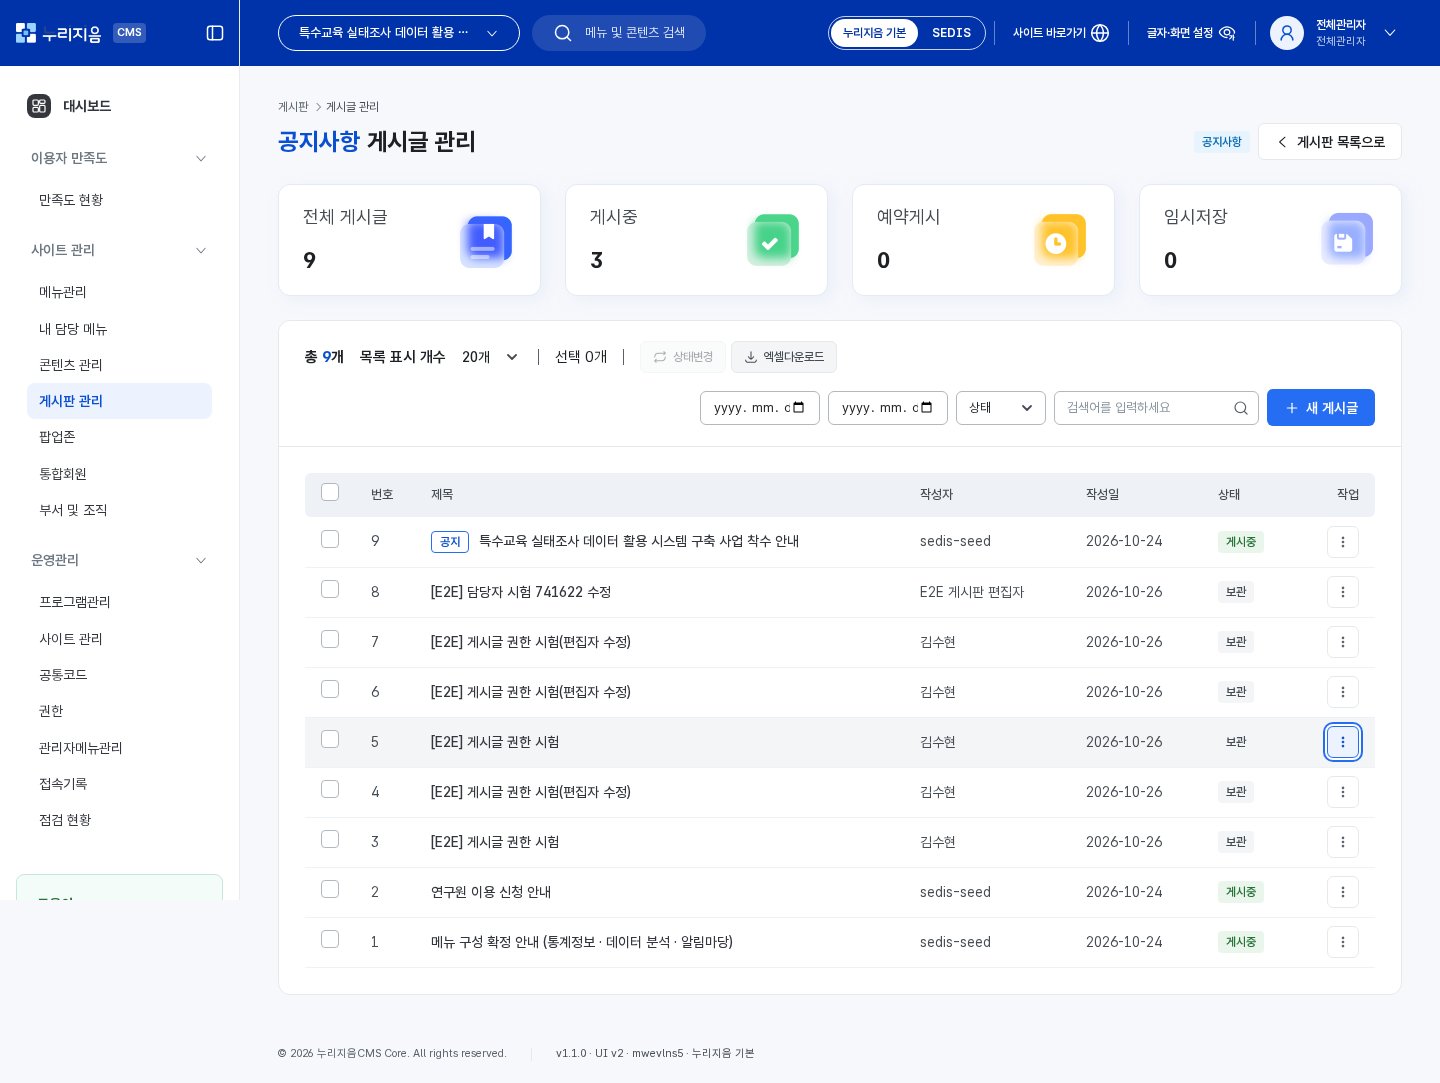 누리지음 CMS
특수교육 실태조사 데이터 활용 ···
메뉴 및 콘텐츠 검색
누리지음 기본 SEDIS
사이트 바로가기
글자·화면 설정
전체관리자
전체관리자
대시보드
이용자 만족도
만족도 현황
사이트 관리
메뉴관리
내 담당 메뉴
콘텐츠 관리
게시판 관리
팝업존
통합회원
부서 및 조직
운영관리
프로그램관리
사이트 관리
공통코드
권한
관리자메뉴관리
접속기록
점검 현황
게시판 > 게시글 관리
공지사항 게시글 관리
공지사항
게시판 목록으로
전체 게시글
9
게시중
3
예약게시
0
임시저장
0
총 9개 목록 표시 개수 20개 선택 0개 상태변경 엑셀다운로드
yyyy. mm. d yyyy. mm. d 상태 검색어를 입력하세요 새 게시글
번호 제목 작성자 작성일 상태 작업
9 공지 특수교육 실태조사 데이터 활용 시스템 구축 사업 착수 안내 sedis-seed 2026-10-24 게시중
8 [E2E] 담당자 시험 741622 수정 E2E 게시판 편집자 2026-10-26 보관
7 [E2E] 게시글 권한 시험(편집자 수정) 김수현 2026-10-26 보관
6 [E2E] 게시글 권한 시험(편집자 수정) 김수현 2026-10-26 보관
5 [E2E] 게시글 권한 시험 김수현 2026-10-26 보관
4 [E2E] 게시글 권한 시험(편집자 수정) 김수현 2026-10-26 보관
3 [E2E] 게시글 권한 시험 김수현 2026-10-26 보관
2 연구원 이용 신청 안내 sedis-seed 2026-10-24 게시중
1 메뉴 구성 확정 안내 (통계정보 · 데이터 분석 · 알림마당) sedis-seed 2026-10-24 게시중
© 2026 누리지음CMS Core. All rights reserved.
v1.1.0 · UI v2 · mwevlns5 · 누리지음 기본